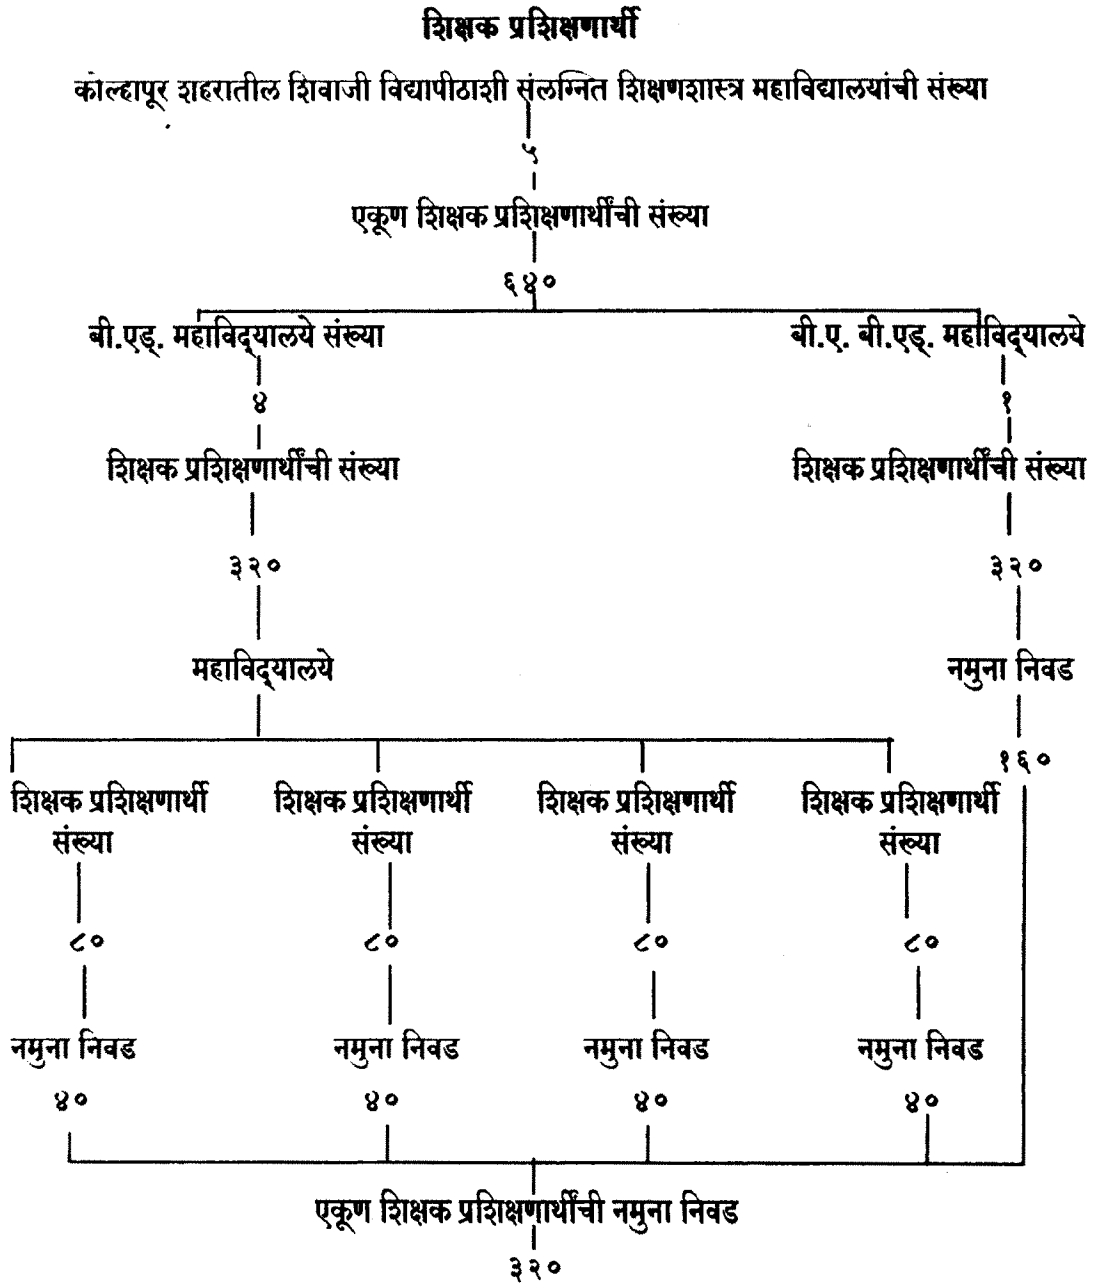 शिक्षक प्रशिक्षणार्थी
कोल्हापूर शहरातील शिवाजी विद्यापीठाशी संलग्नित शिक्षणशास्त्र महाविद्यालयांची संख्या
५
एकूण शिक्षक प्रशिक्षणार्थींची संख्या
६४०
बी.एड्. महाविद्‌यालये संख्या
बी.ए. बी.एड्. महाविद्‌यालये
४
१
शिक्षक प्रशिक्षणार्थींची संख्या
शिक्षक प्रशिक्षणार्थींची संख्या
३२०
३२०
महाविद्‌यालये
नमुना निवड
१६०
शिक्षक प्रशिक्षणार्थी
संख्या
शिक्षक प्रशिक्षणार्थी
संख्या
शिक्षक प्रशिक्षणार्थी
संख्या
शिक्षक प्रशिक्षणार्थी
संख्या
८०
८०
८०
८०
नमुना निवड
नमुना निवड
नमुना निवड
नमुना निवड
४०
४०
४०
४०
एकूण शिक्षक प्रशिक्षणार्थींची नमुना निवड
३२०